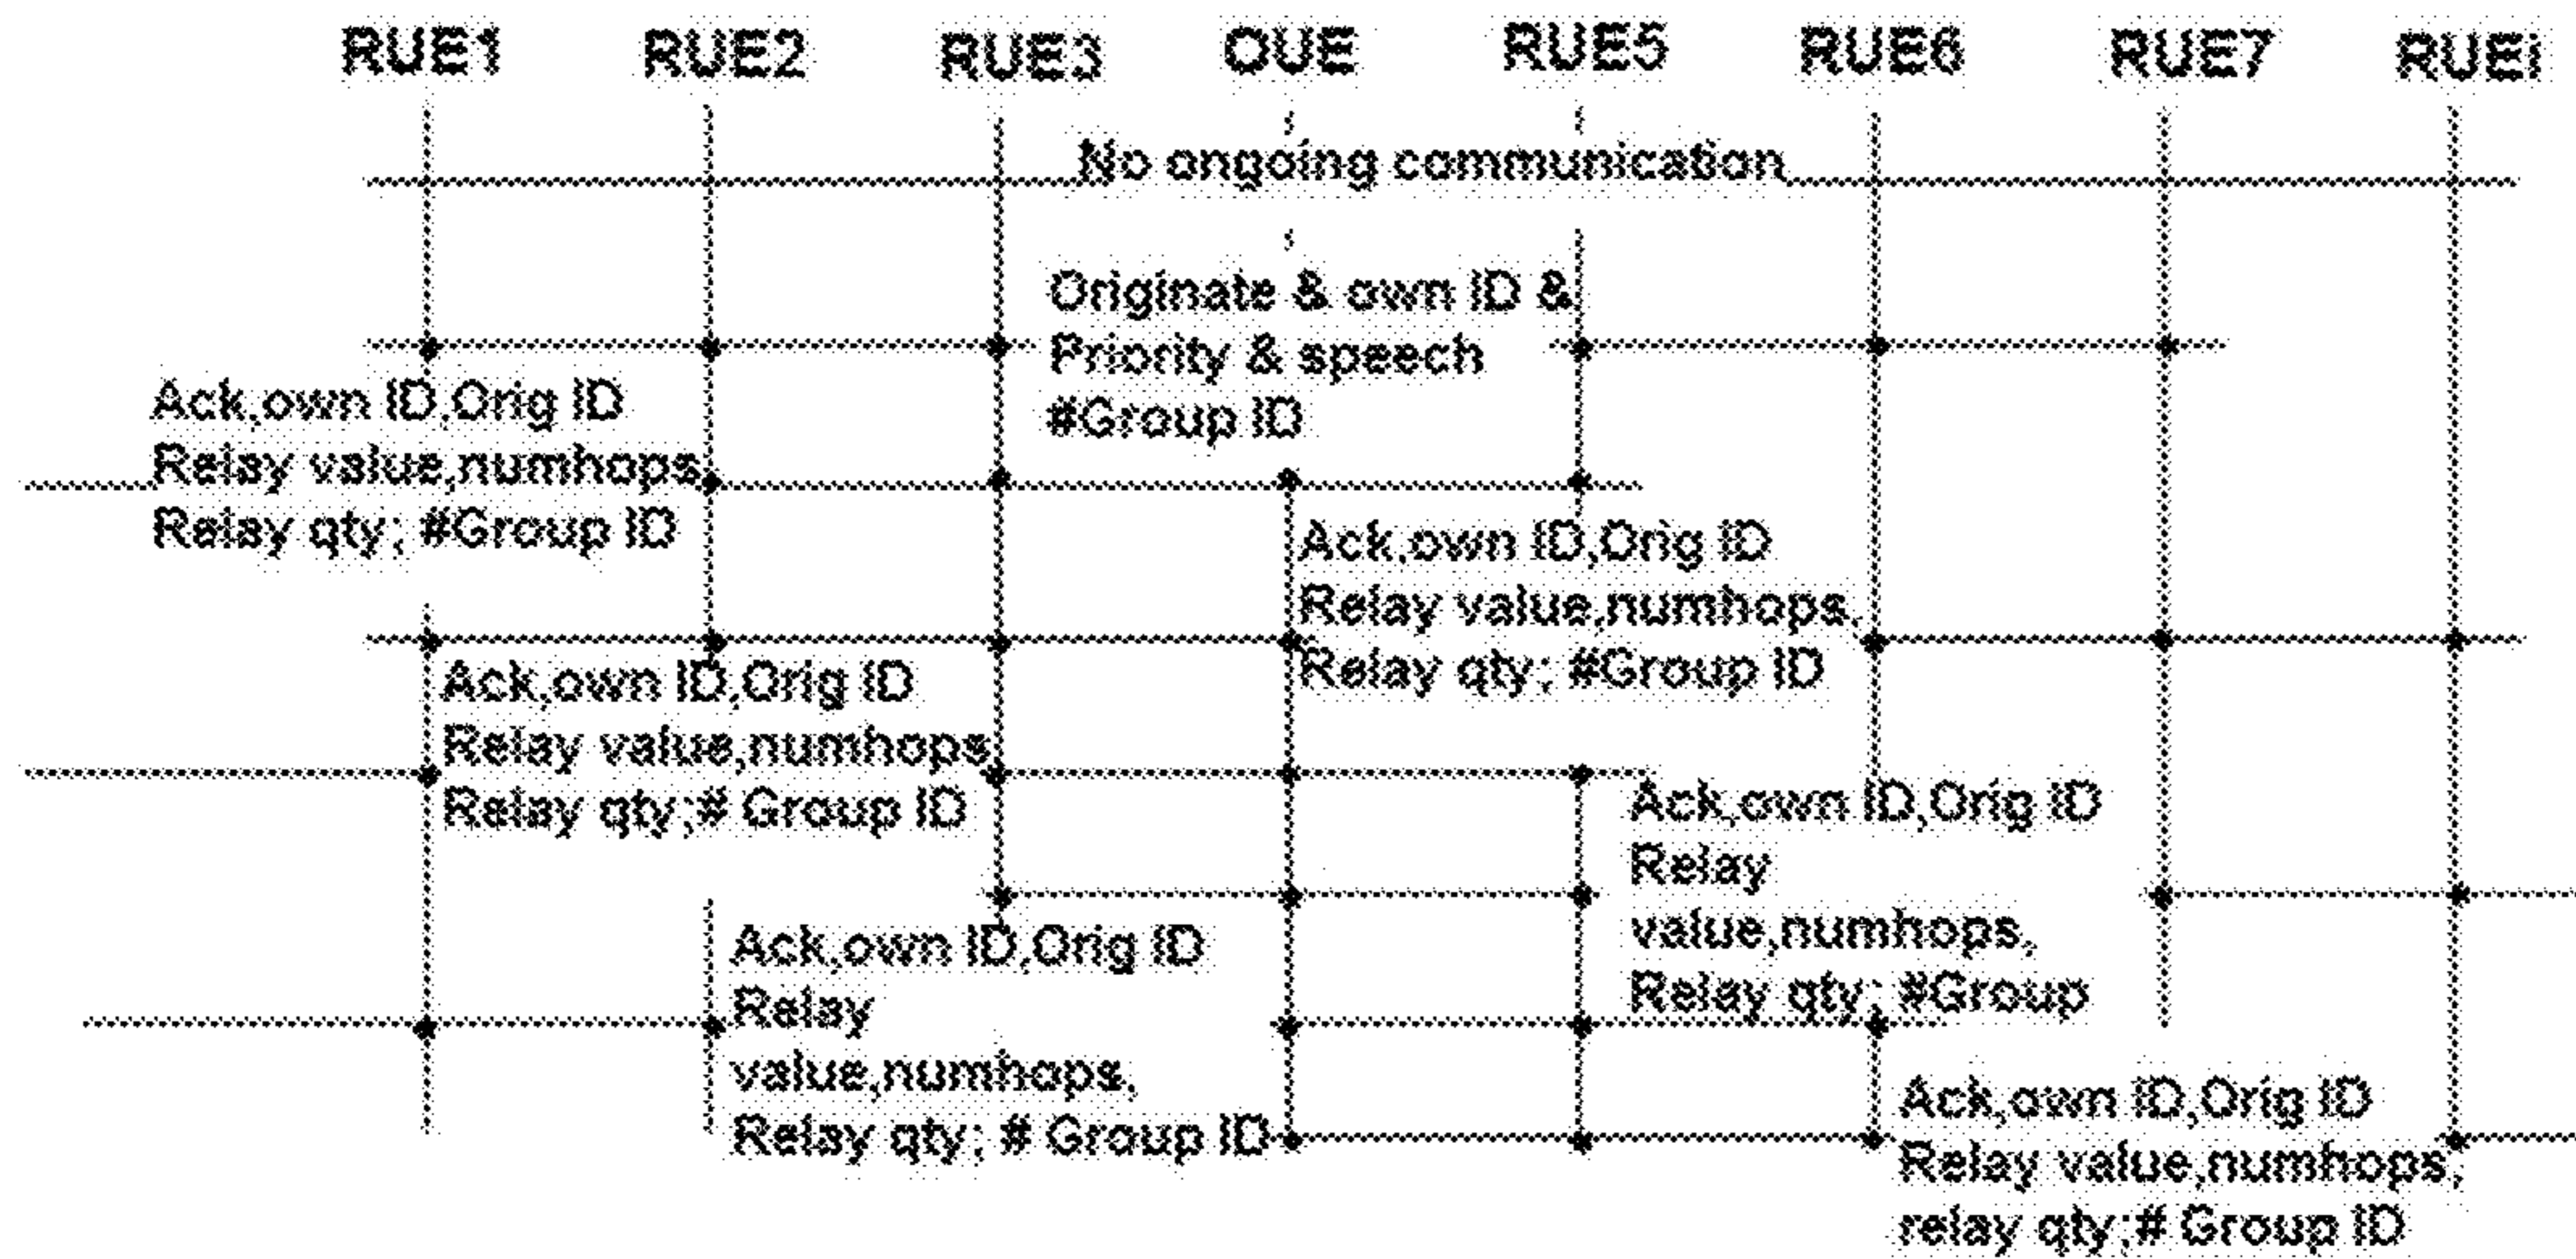 RUE1 RUE2 RUE3 OUE RUE5 RUE6 RUE7 RUEi
No ongoing communication
Originate & own ID &
Priority & speech
#Group ID
Ack,own ID,Orig ID
Relay value,numhops,
Relay qty; #Group ID
Ack,own ID,Orig ID
Relay value,numhops,
Relay qty; #Group ID
Ack,own ID,Orig ID
Relay value,numhops,
Relay qty;# Group ID
Ack,own ID,Orig ID
Relay
value,numhops,
Relay qty; #Group
Ack,own ID,Orig ID
Relay
value,numhops,
Relay qty; # Group ID
Ack,own ID,Orig ID
Relay value,numhops,
relay qty;# Group ID